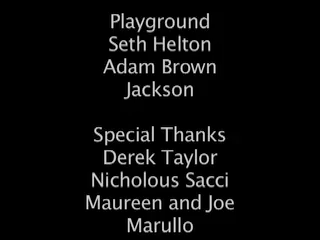 Playground
Seth Helton
Adam Brown
Jackson
Special Thanks
Derek Taylor
Nicholous Sacci
Maureen and Joe
Marullo